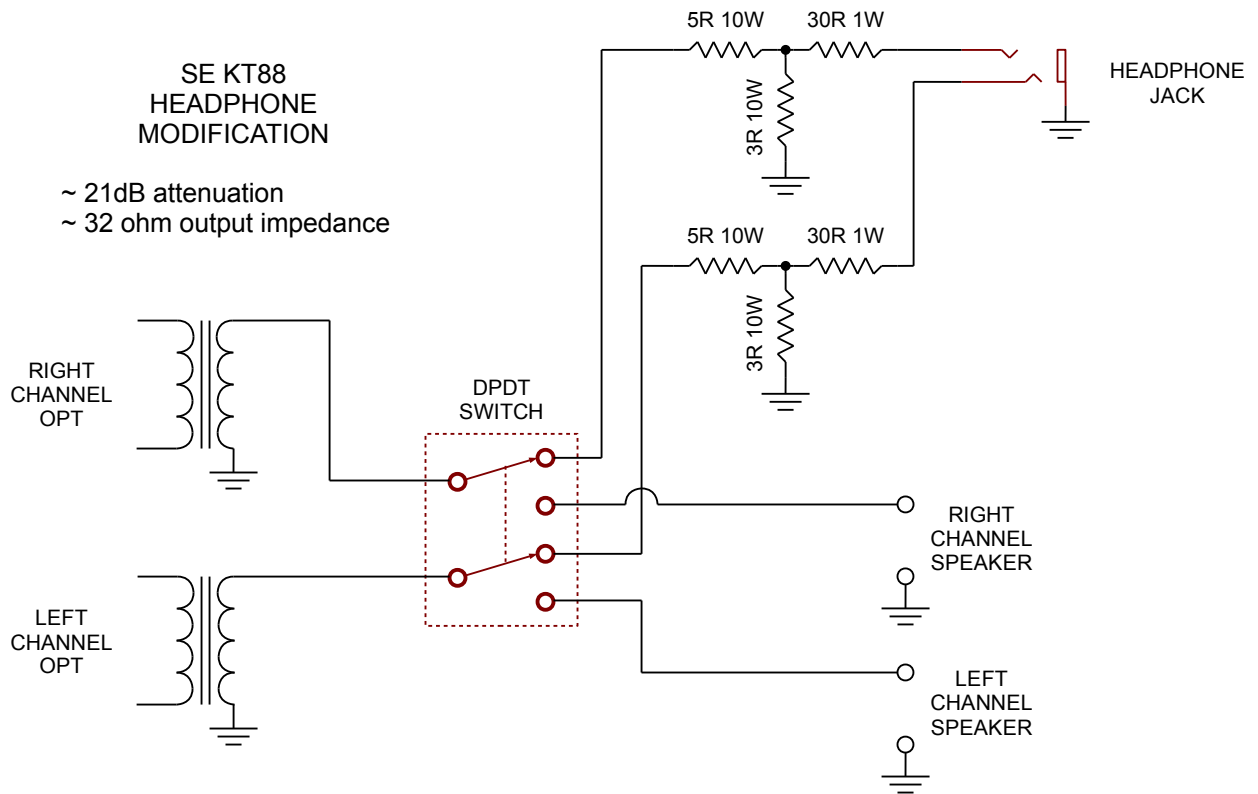 5R 10W
30R 1W
3R 10W
HEADPHONE
JACK
SE KT88
HEADPHONE
MODIFICATION
~ 21dB attenuation
~ 32 ohm output impedance
5R 10W
30R 1W
3R 10W
RIGHT
CHANNEL
OPT
DPDT
SWITCH
RIGHT
CHANNEL
SPEAKER
LEFT
CHANNEL
OPT
LEFT
CHANNEL
SPEAKER